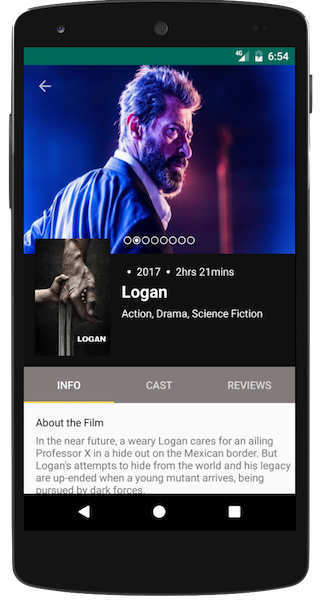 4G 6:54
• 2017 • 2hrs 21mins
Logan
Action, Drama, Science Fiction
LOGAN
INFO CAST REVIEWS
About the Film
In the near future, a weary Logan cares for an ailing
Professor X in a hide out on the Mexican border. But
Logan's attempts to hide from the world and his legacy
are up-ended when a young mutant arrives, being
pursued by dark forces.